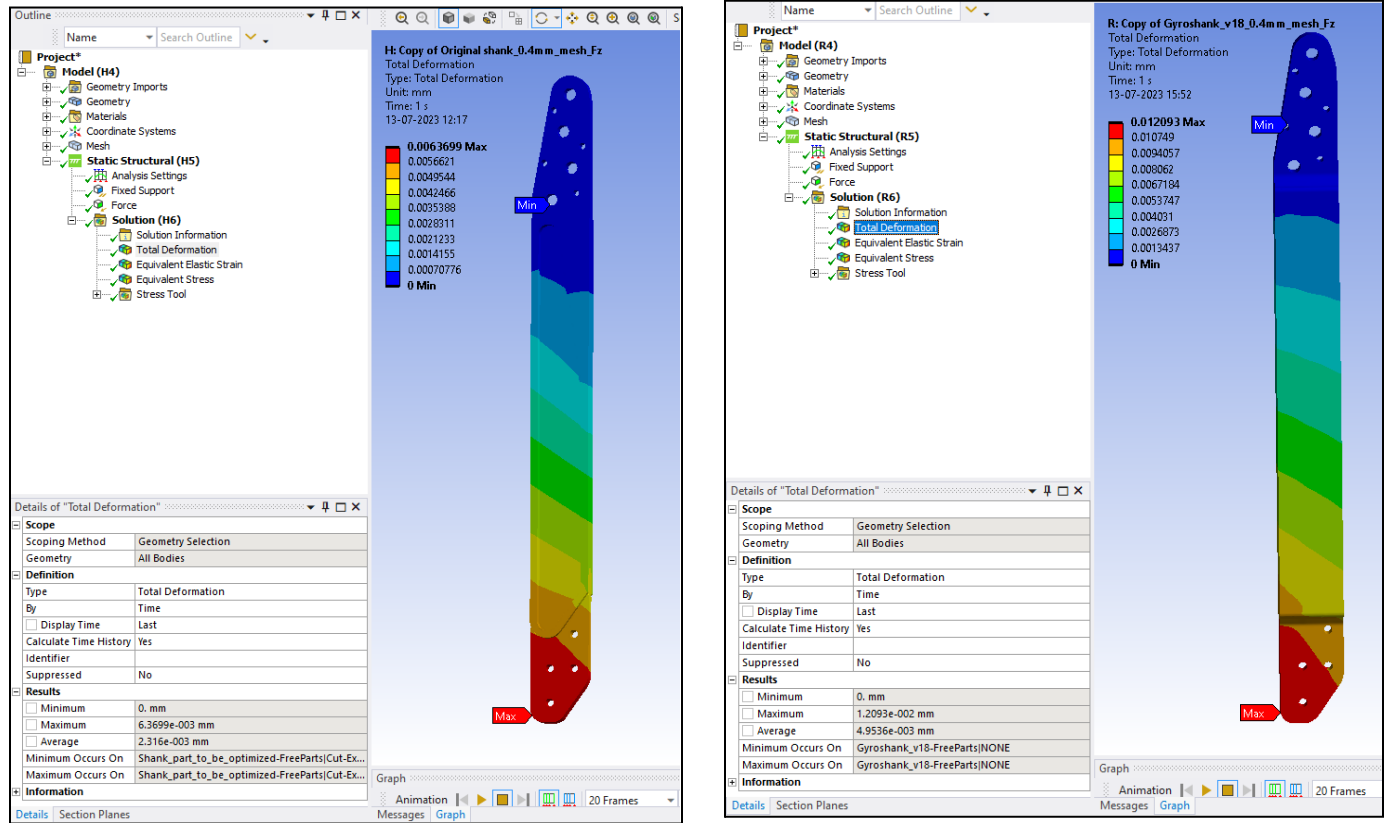 Outline
Name
Search Outline
Project*
Model (H4)
Geometry Imports
Geometry
Materials
Coordinate Systems
Mesh
Static Structural (H5)
Analysis Settings
Fixed Support
Force
Solution (H6)
Solution Information
Total Deformation
Equivalent Elastic Strain
Equivalent Stress
Stress Tool
Details of "Total Deformation"
Scope
Scoping Method Geometry Selection
Geometry All Bodies
Definition
Type Total Deformation
By Time
Display Time Last
Calculate Time History Yes
Identifier
Suppressed No
Results
Minimum 0. mm
Maximum 6.3699e-003 mm
Average 2.316e-003 mm
Minimum Occurs On Shank_part_to_be_optimized-FreeParts|Cut-Ex...
Maximum Occurs On Shank_part_to_be_optimized-FreeParts|Cut-Ex...
Information
Details Section Planes
S
H: Copy of Original shank_0.4mm_mesh_Fz
Total Deformation
Type: Total Deformation
Unit: mm
Time: 1 s
13-07-2023 12:17
0.0063699 Max
0.0056621
0.0049544
0.0042466
0.0035388
0.0028311
0.0021233
0.0014155
0.00070776
0 Min
Min
Max
Graph
Animation 20 Frames
Messages Graph
Name
Search Outline
Project*
Model (R4)
Geometry Imports
Geometry
Materials
Coordinate Systems
Mesh
Static Structural (R5)
Analysis Settings
Fixed Support
Force
Solution (R6)
Solution Information
Total Deformation
Equivalent Elastic Strain
Equivalent Stress
Stress Tool
Details of "Total Deformation"
Scope
Scoping Method Geometry Selection
Geometry All Bodies
Definition
Type Total Deformation
By Time
Display Time Last
Calculate Time History Yes
Identifier
Suppressed No
Results
Minimum 0. mm
Maximum 1.2093e-002 mm
Average 4.9536e-003 mm
Minimum Occurs On Gyroshank_v18-FreeParts|NONE
Maximum Occurs On Gyroshank_v18-FreeParts|NONE
Information
Details Section Planes
R: Copy of Gyroshank_v18_0.4mm_mesh_Fz
Total Deformation
Type: Total Deformation
Unit: mm
Time: 1 s
13-07-2023 15:52
0.012093 Max
0.010749
0.0094057
0.008062
0.0067184
0.0053747
0.004031
0.0026873
0.0013437
0 Min
Min
Max
Graph
Animation 20 Frames
Messages Graph